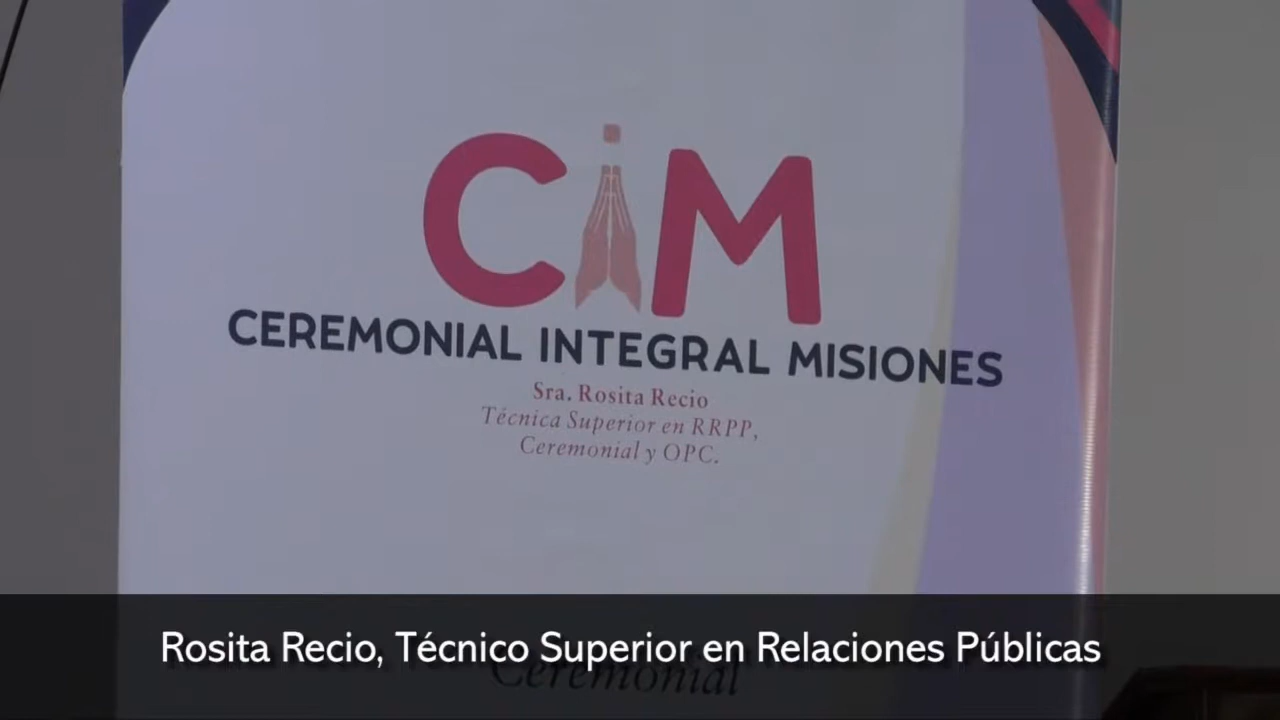 CiM
CEREMONIAL INTEGRAL MISIONES
Sra. Rosita Recio
Técnica Superior en RRPP,
Ceremonial y OPC.
Rosita Recio, Técnico Superior en Relaciones Públicas
Ceremonial